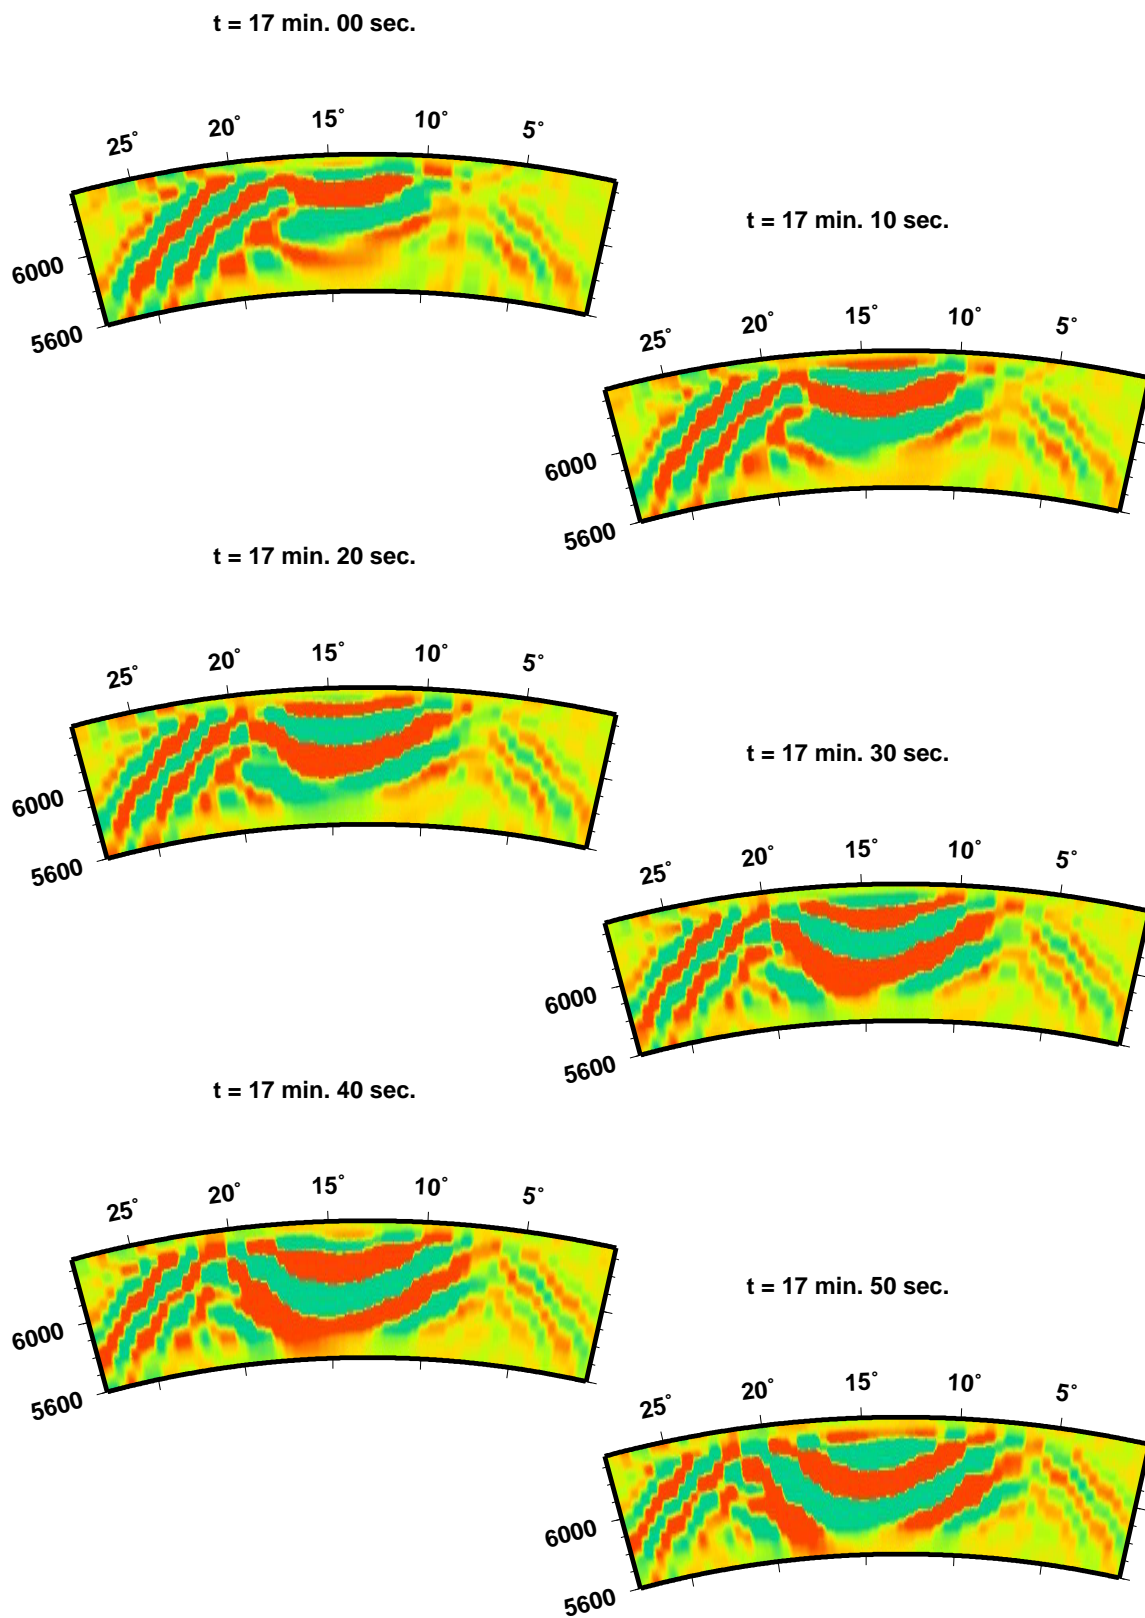 t = 17 min. 00 sec.
25° 20° 15° 10° 5°
6000
5600
t = 17 min. 10 sec.
25° 20° 15° 10° 5°
6000
5600
t = 17 min. 20 sec.
25° 20° 15° 10° 5°
6000
5600
t = 17 min. 30 sec.
25° 20° 15° 10° 5°
6000
5600
t = 17 min. 40 sec.
25° 20° 15° 10° 5°
6000
5600
t = 17 min. 50 sec.
25° 20° 15° 10° 5°
6000
5600